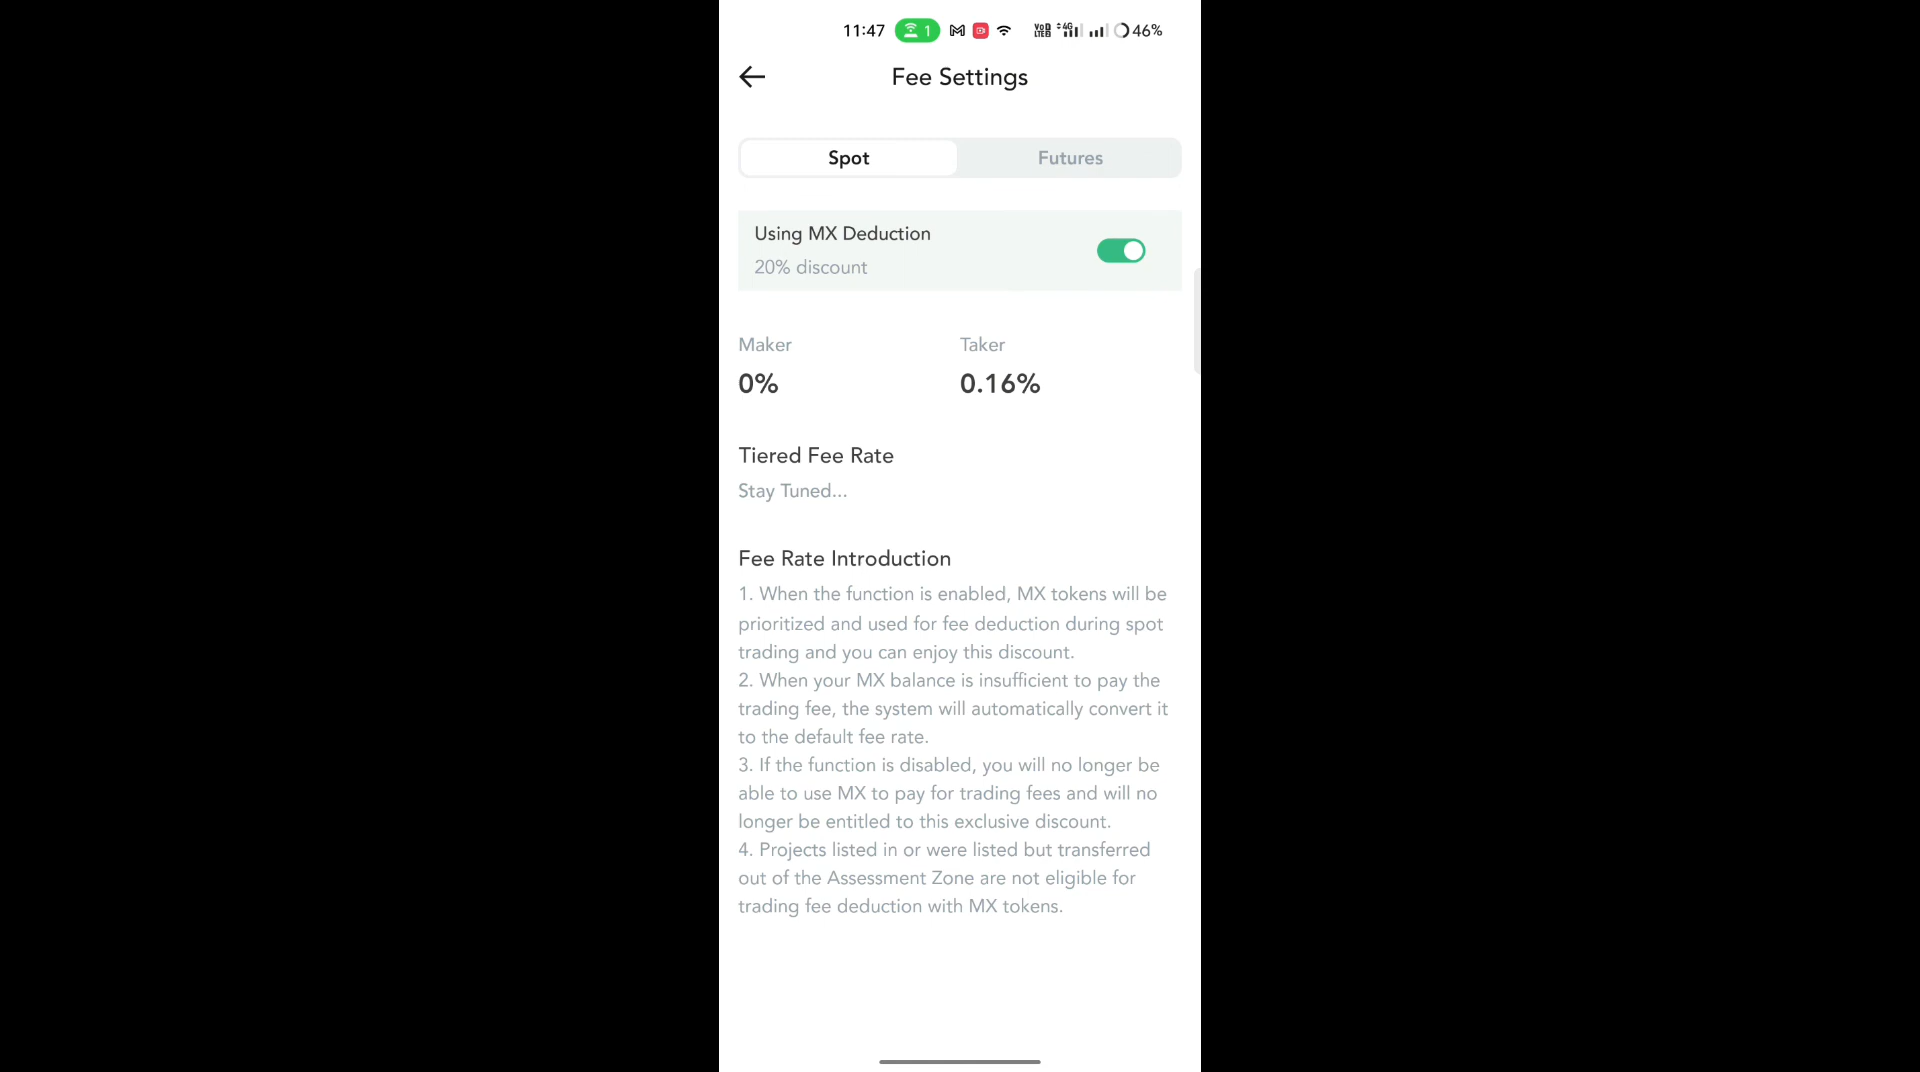 11:47 1 46%
Fee Settings
Spot Futures
Using MX Deduction
20% discount
Maker Taker
0% 0.16%
Tiered Fee Rate
Stay Tuned...
Fee Rate Introduction
1. When the function is enabled, MX tokens will be
prioritized and used for fee deduction during spot
trading and you can enjoy this discount.
2. When your MX balance is insufficient to pay the
trading fee, the system will automatically convert it
to the default fee rate.
3. If the function is disabled, you will no longer be
able to use MX to pay for trading fees and will no
longer be entitled to this exclusive discount.
4. Projects listed in or were listed but transferred
out of the Assessment Zone are not eligible for
trading fee deduction with MX tokens.